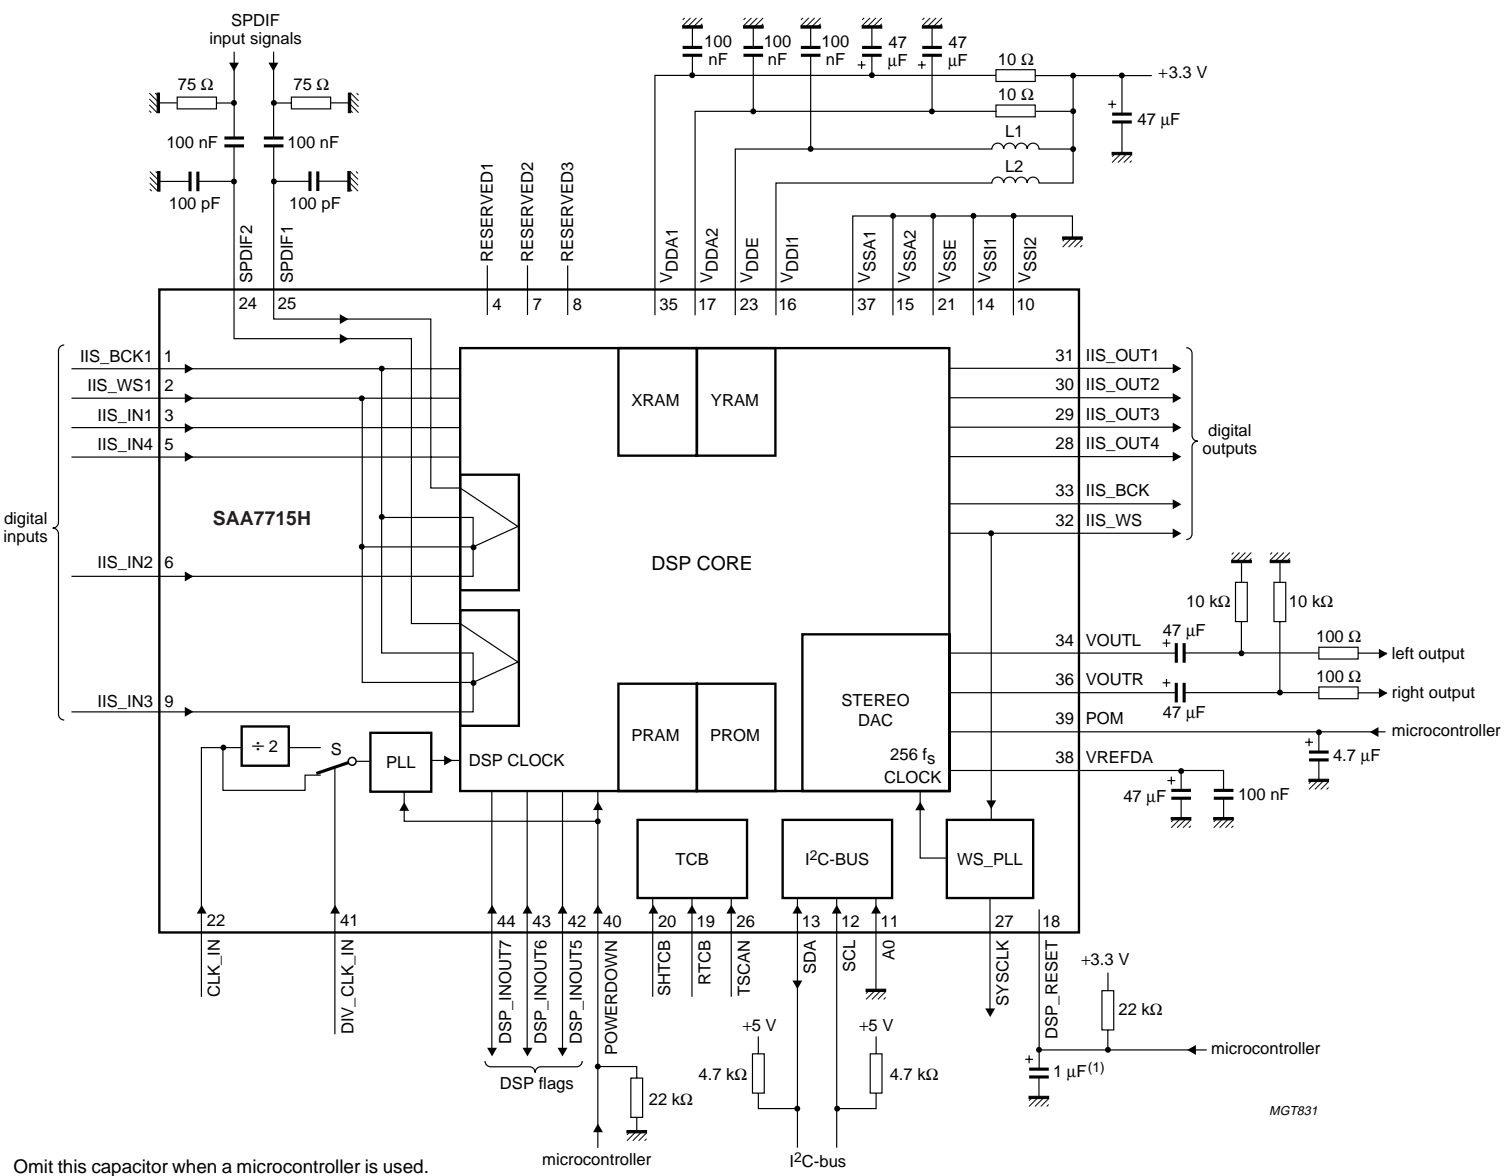 SPDIF
input signals
75 Ω
75 Ω
100 nF
100 nF
100 pF
100 pF
100
nF
100
nF
100
nF
47
μF
+
47
μF
+
10 Ω
+3.3 V
10 Ω
+
47 μF
L1
L2
SPDIF2
SPDIF1
RESERVED1
RESERVED2
RESERVED3
VDDA1
VDDA2
VDDE
VDDI1
VSSA1
VSSA2
VSSE
VSSI1
VSSI2
24
25
4
7
8
35
17
23
16
37
15
21
14
10
IIS_BCK1 1
IIS_WS1 2
IIS_IN1 3
IIS_IN4 5
digital
inputs
SAA7715H
IIS_IN2 6
IIS_IN3 9
XRAM
YRAM
DSP CORE
31 IIS_OUT1
30 IIS_OUT2
29 IIS_OUT3
28 IIS_OUT4
33 IIS_BCK
32 IIS_WS
digital
outputs
10 kΩ
10 kΩ
34 VOUTL
47 μF
+
100 Ω
left output
36 VOUTR
+
47 μF
100 Ω
right output
39 POM
microcontroller
+
4.7 μF
38 VREFDA
+
47 μF
100 nF
STEREO
DAC
256 fs
CLOCK
PRAM
PROM
÷ 2
S
PLL
DSP CLOCK
TCB
I2C-BUS
WS_PLL
22
41
44
43
42
40
20
19
26
13
12
11
27
18
CLK_IN
DIV_CLK_IN
DSP_INOUT7
DSP_INOUT6
DSP_INOUT5
POWERDOWN
SHTCB
RTCB
TSCAN
SDA
SCL
A0
SYSCLK
DSP_RESET
+3.3 V
22 kΩ
microcontroller
+
1 μF(1)
+5 V
+5 V
4.7 kΩ
4.7 kΩ
DSP flags
22 kΩ
microcontroller
I2C-bus
MGT831
Omit this capacitor when a microcontroller is used.